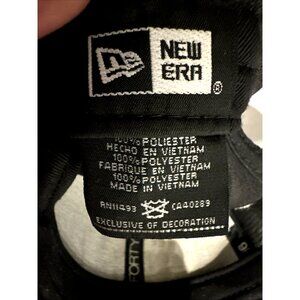 NEW
ERA
®
100% POLIESTER
HECHO EN VIETNAM
100% POLYESTER
FABRIQUE EN VIETNAM
100% POLYESTER
MADE IN VIETNAM
RN11493 CA40289
EXCLUSIVE OF DECORATION
FORTY